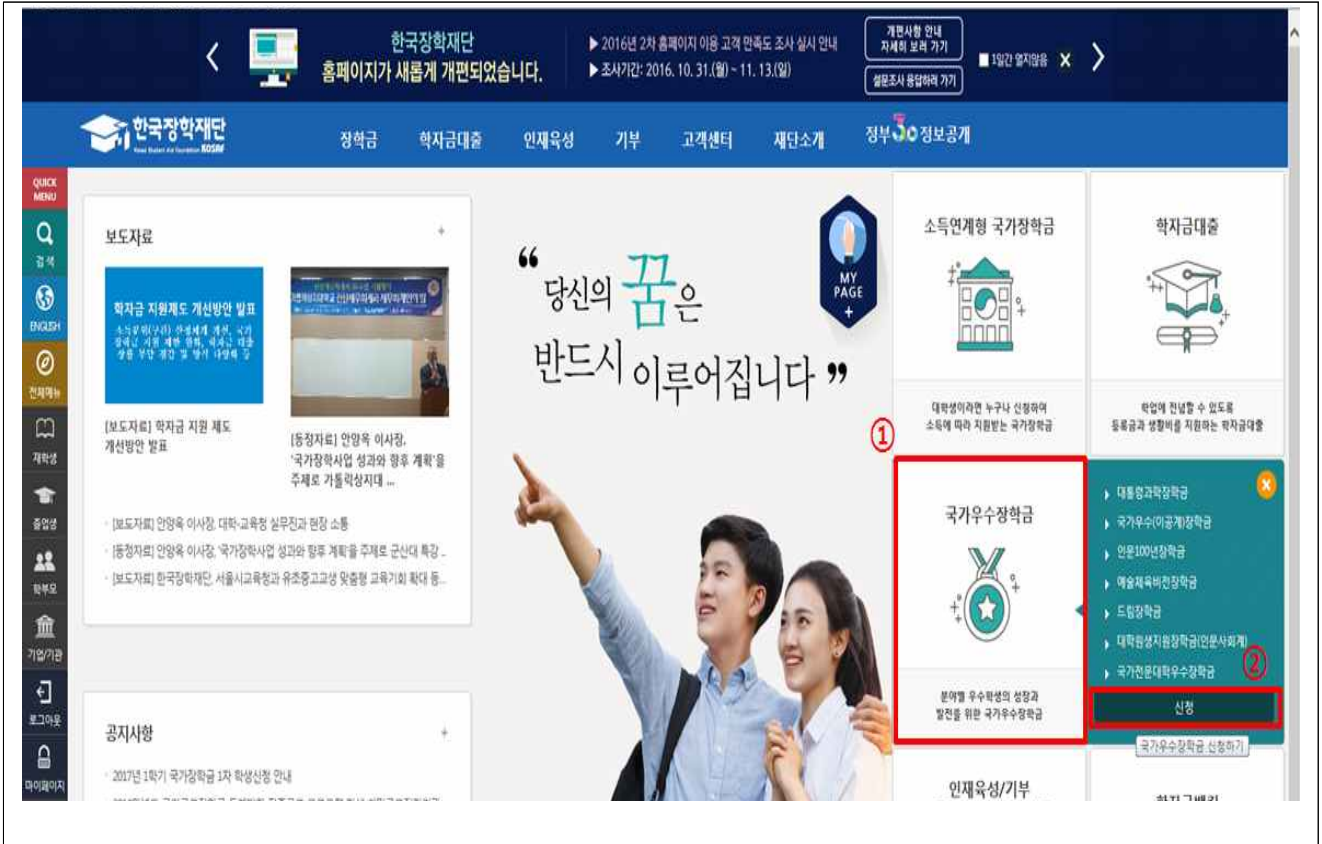 한국장학재단
홈페이지가 새롭게 개편되었습니다.
▶ 2016년 2차 홈페이지 이용 고객 만족도 조사 실시 안내
▶ 조사기간: 2016. 10. 31.(월) ~ 11. 13.(일)
개편사항 안내
자세히 보러 가기
설문조사 응답하러 가기
1일간 열지않음 X
한국장학재단
Korea Student Aid Foundation KOSAF
장학금 학자금대출 인재육성 기부 고객센터 재단소개 정부3.0 정보공개
QUICK
MENU
검색
ENGLISH
전체메뉴
재학생
졸업생
학부모
기업/기관
로그아웃
마이페이지
보도자료 +
학자금 지원제도 개선방안 발표
[보도자료] 학자금 지원 제도
개선방안 발표
[동정자료] 안양옥 이사장,
'국가장학사업 성과와 향후 계획'을
주제로 가톨릭상지대 ...
· [보도자료] 안양옥 이사장, 대학-교육청 실무진과 현장 소통
· [동정자료] 안양옥 이사장, '국가장학사업 성과와 향후 계획'을 주제로 군산대 특강 ..
· [보도자료] 한국장학재단, 서울시교육청과 유초중고교생 맞춤형 교육기회 확대 등...
공지사항 +
· 2017년 1학기 국가장학금 1차 학생신청 안내
“당신의 꿈은
반드시 이루어집니다”
MY
PAGE
+
소득연계형 국가장학금
대학생이라면 누구나 신청하여
소득에 따라 지원받는 국가장학금
학자금대출
학업에 전념할 수 있도록
등록금과 생활비를 지원하는 학자금대출
①
국가우수장학금
분야별 우수학생의 성장과
발전을 위한 국가우수장학금
대통령과학장학금
국가우수(이공계)장학금
인문100년장학금
예술체육비전장학금
드림장학금
대학원생지원장학금(인문사회계)
국가전문대학우수장학금
②
신청
국가우수장학금 신청하기
인재육성/기부